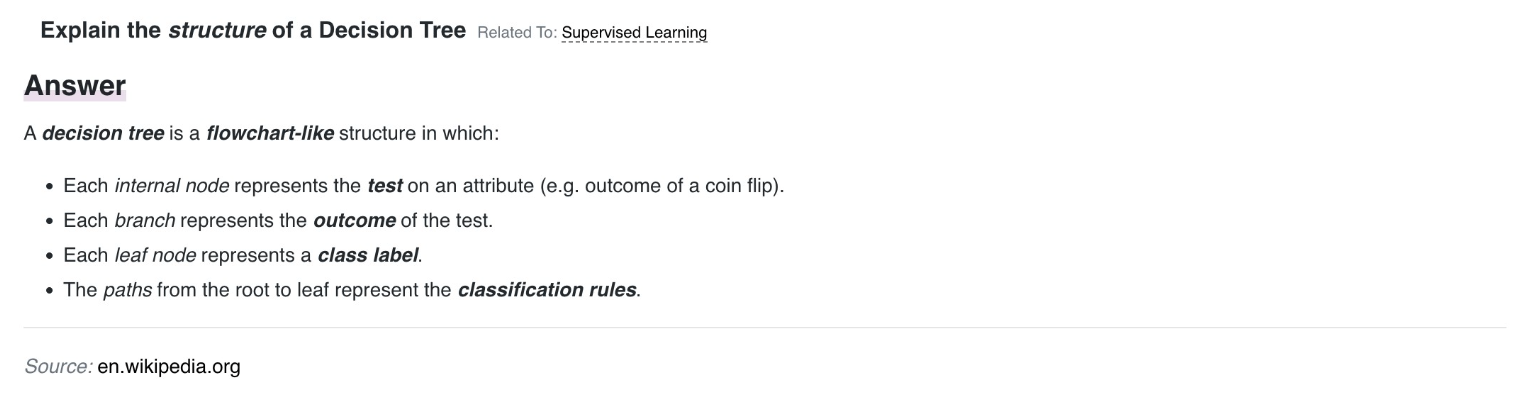 Explain the structure of a Decision Tree Related To: Supervised Learning
Answer
A decision tree is a flowchart-like structure in which:
• Each internal node represents the test on an attribute (e.g. outcome of a coin flip).
• Each branch represents the outcome of the test.
• Each leaf node represents a class label.
• The paths from the root to leaf represent the classification rules.
Source: en.wikipedia.org